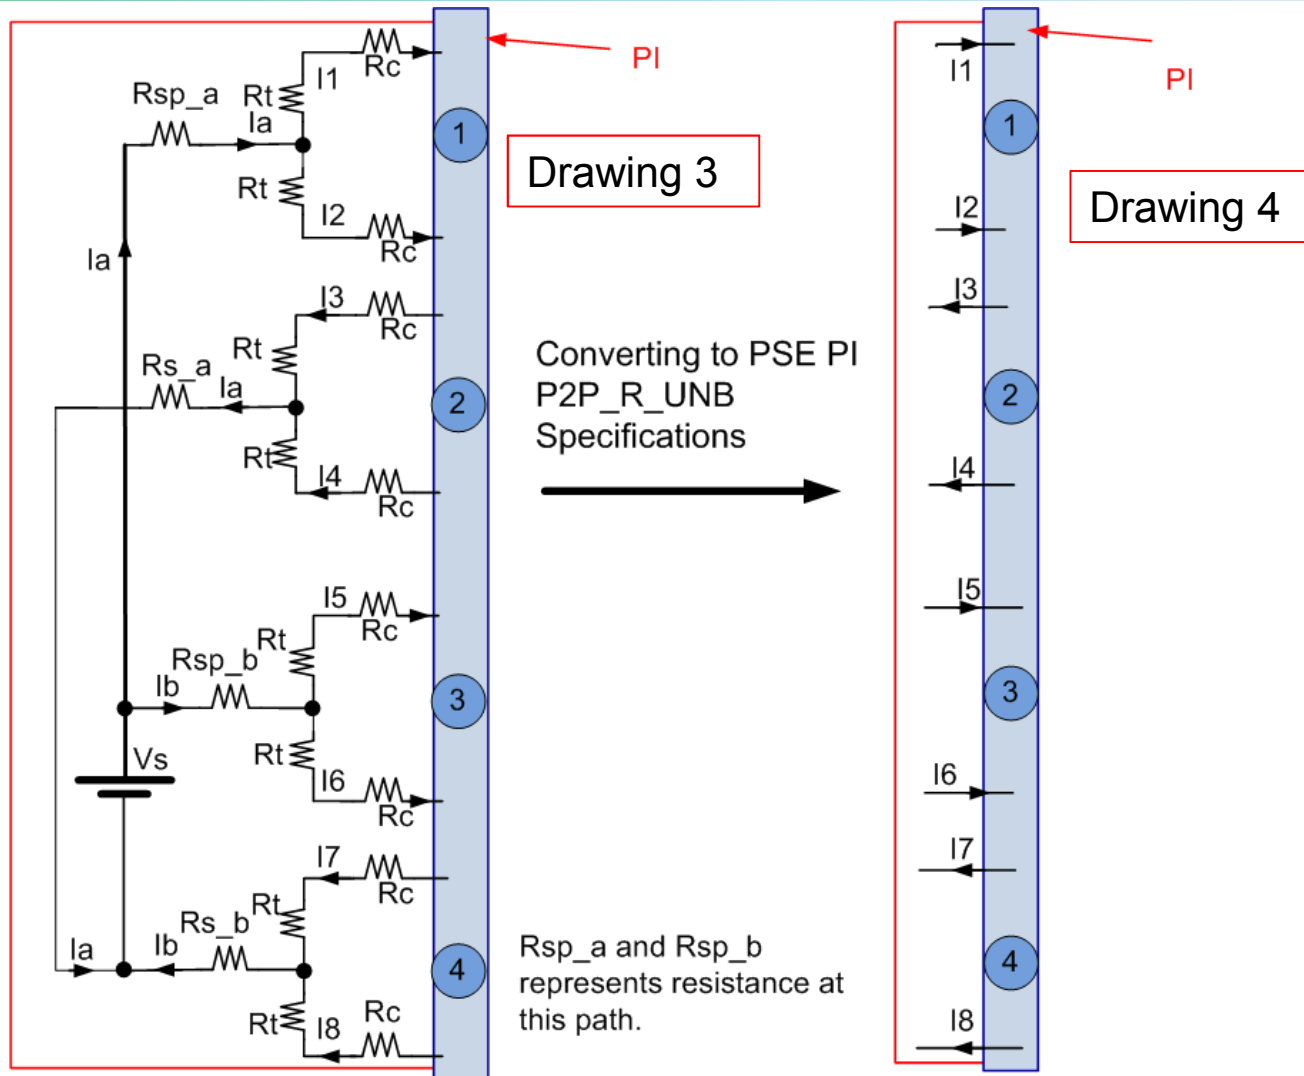 Rc
I1
PI
Rsp_a
Rt
Ia
1
Drawing 3
Rt
I2
Rc
Ia
I3
Rc
Rt
Rs_a
Ia
2
Rt
I4
Rc
Converting to PSE PI
P2P_R_UNB
Specifications
I5
Rc
Rt
Rsp_b
Ib
3
Rt
Vs
I6
Rc
I7
Rc
Rt
Rs_b
Ia
Ib
4
Rt
I8
Rc
Rsp_a and Rsp_b
represents resistance at
this path.
I1
PI
1
Drawing 4
I2
I3
2
I4
I5
3
I6
I7
4
I8